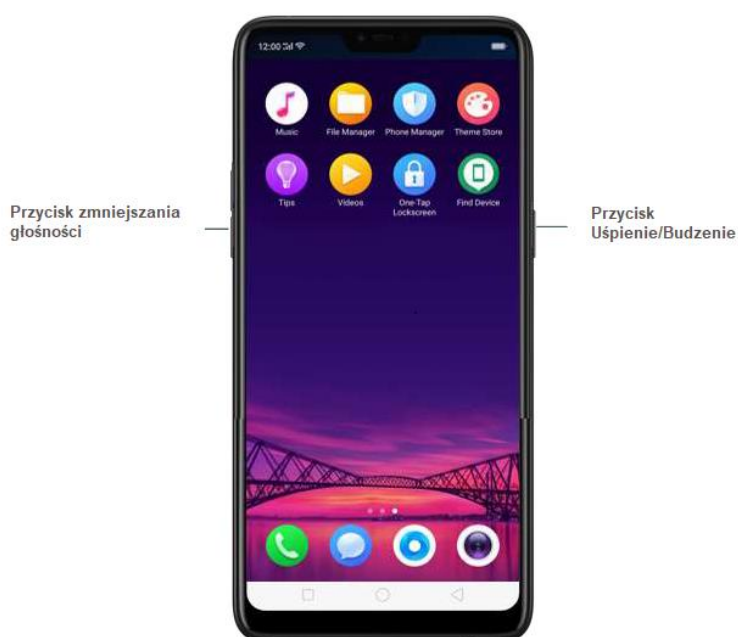 12:00
Music
File Manager
Phone Manager
Theme Store
Tips
Videos
One-Tap
Lockscreen
Find Device
Przycisk zmniejszania
głośności
Przycisk
Uśpienie/Budzenie